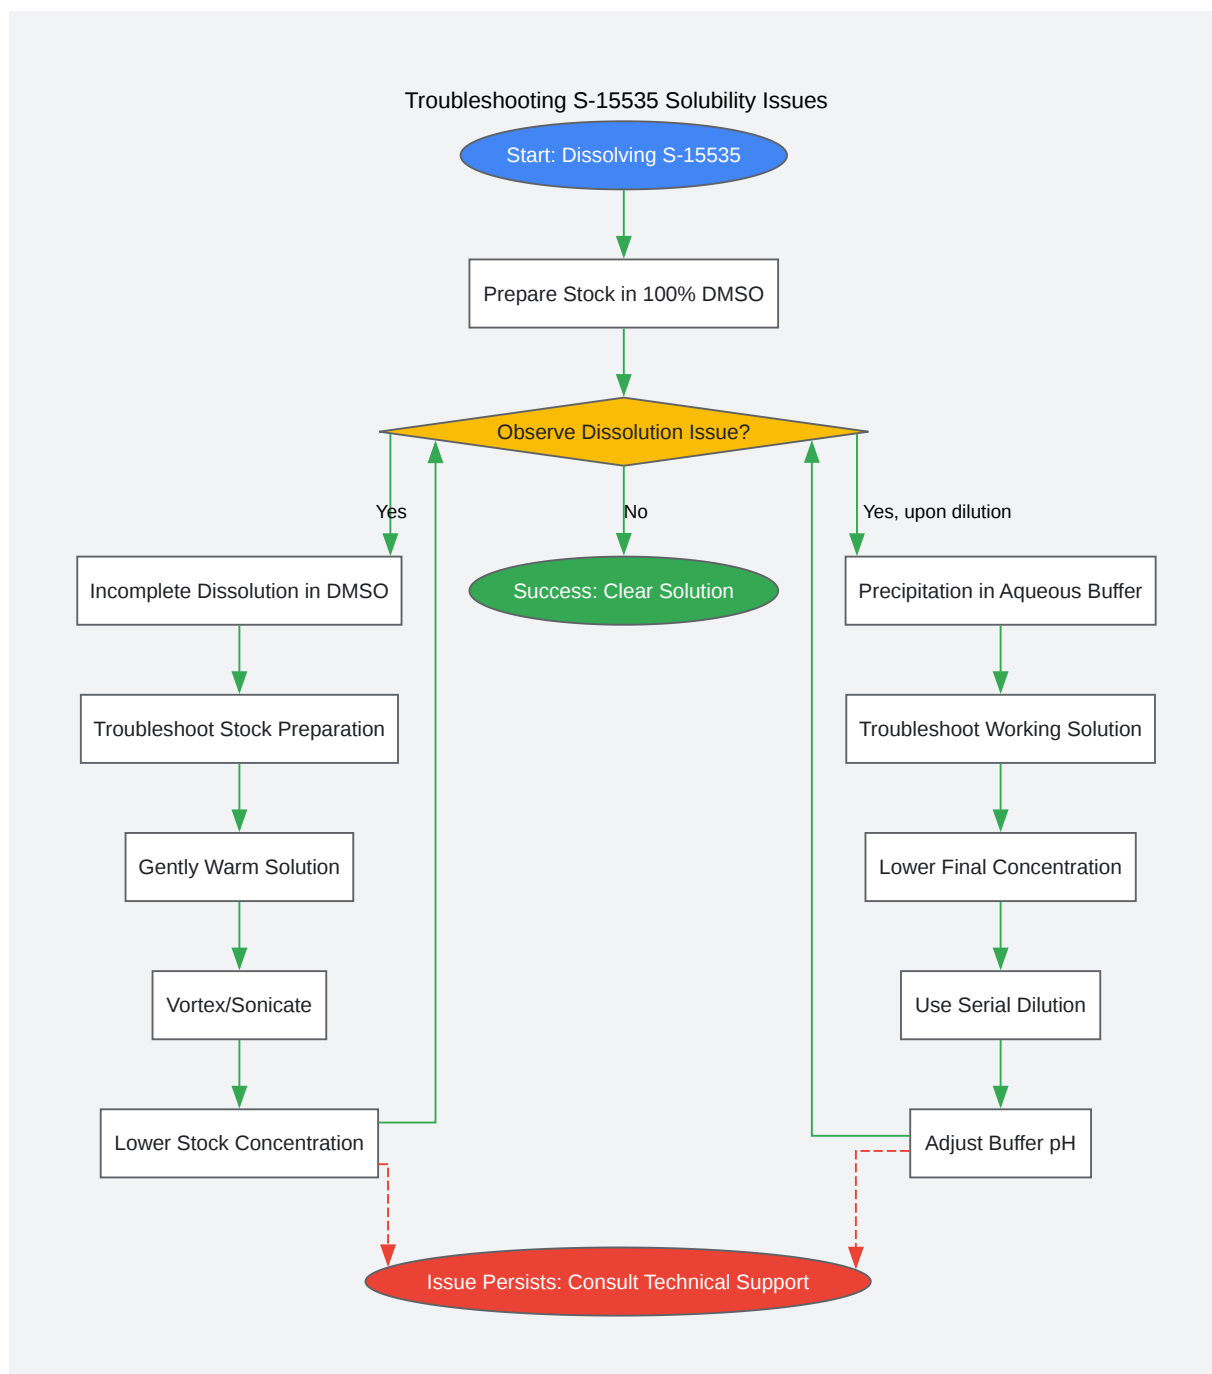 Troubleshooting S-15535 Solubility Issues
Start: Dissolving S-15535
Prepare Stock in 100% DMSO
Observe Dissolution Issue?
Yes
No
Yes, upon dilution
Incomplete Dissolution in DMSO
Success: Clear Solution
Precipitation in Aqueous Buffer
Troubleshoot Stock Preparation
Troubleshoot Working Solution
Gently Warm Solution
Lower Final Concentration
Vortex/Sonicate
Use Serial Dilution
Lower Stock Concentration
Adjust Buffer pH
Issue Persists: Consult Technical Support